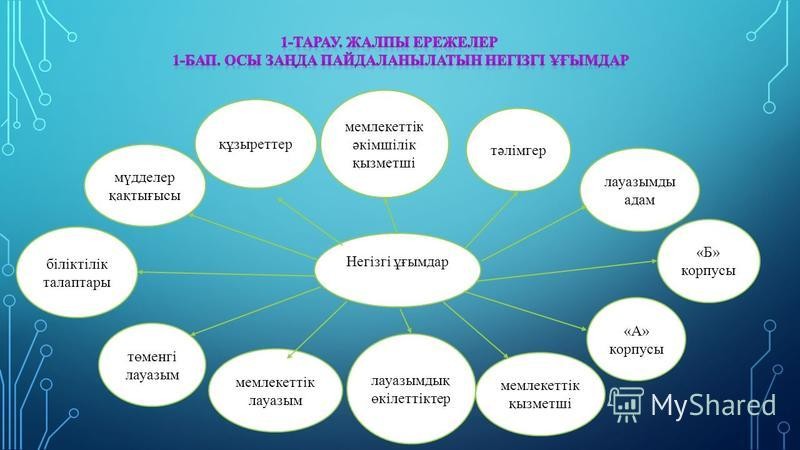 1-ТАРАУ. ЖАЛПЫ ЕРЕЖЕЛЕР
1-БАП. ОСЫ ЗАҢДА ПАЙДАЛАНЫЛАТЫН НЕГІЗГІ ҰҒЫМДАР
құзыреттер
мемлекеттік
әкімшілік
қызметші
тәлімгер
мүдделер
қақтығысы
лауазымды
адам
біліктілік
талаптары
Негізгі ұғымдар
«Б»
корпусы
төменгі
лауазым
«А»
корпусы
мемлекеттік
лауазым
лауазымдық
өкілеттіктер
мемлекеттік
қызметші
MyShared